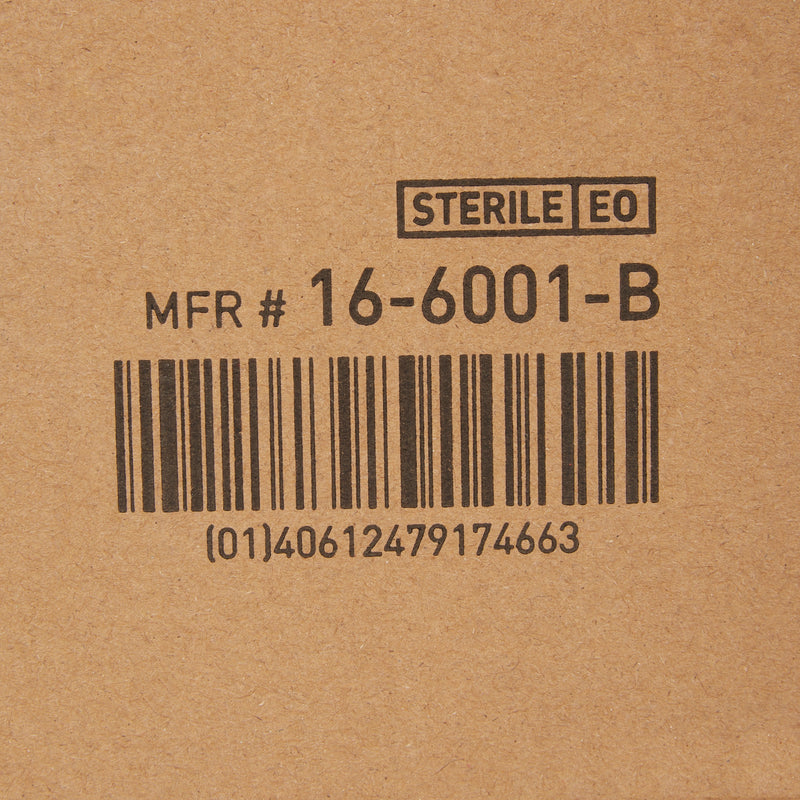 STERILE EO
MFR # 16-6001-B
(01)40612479174663